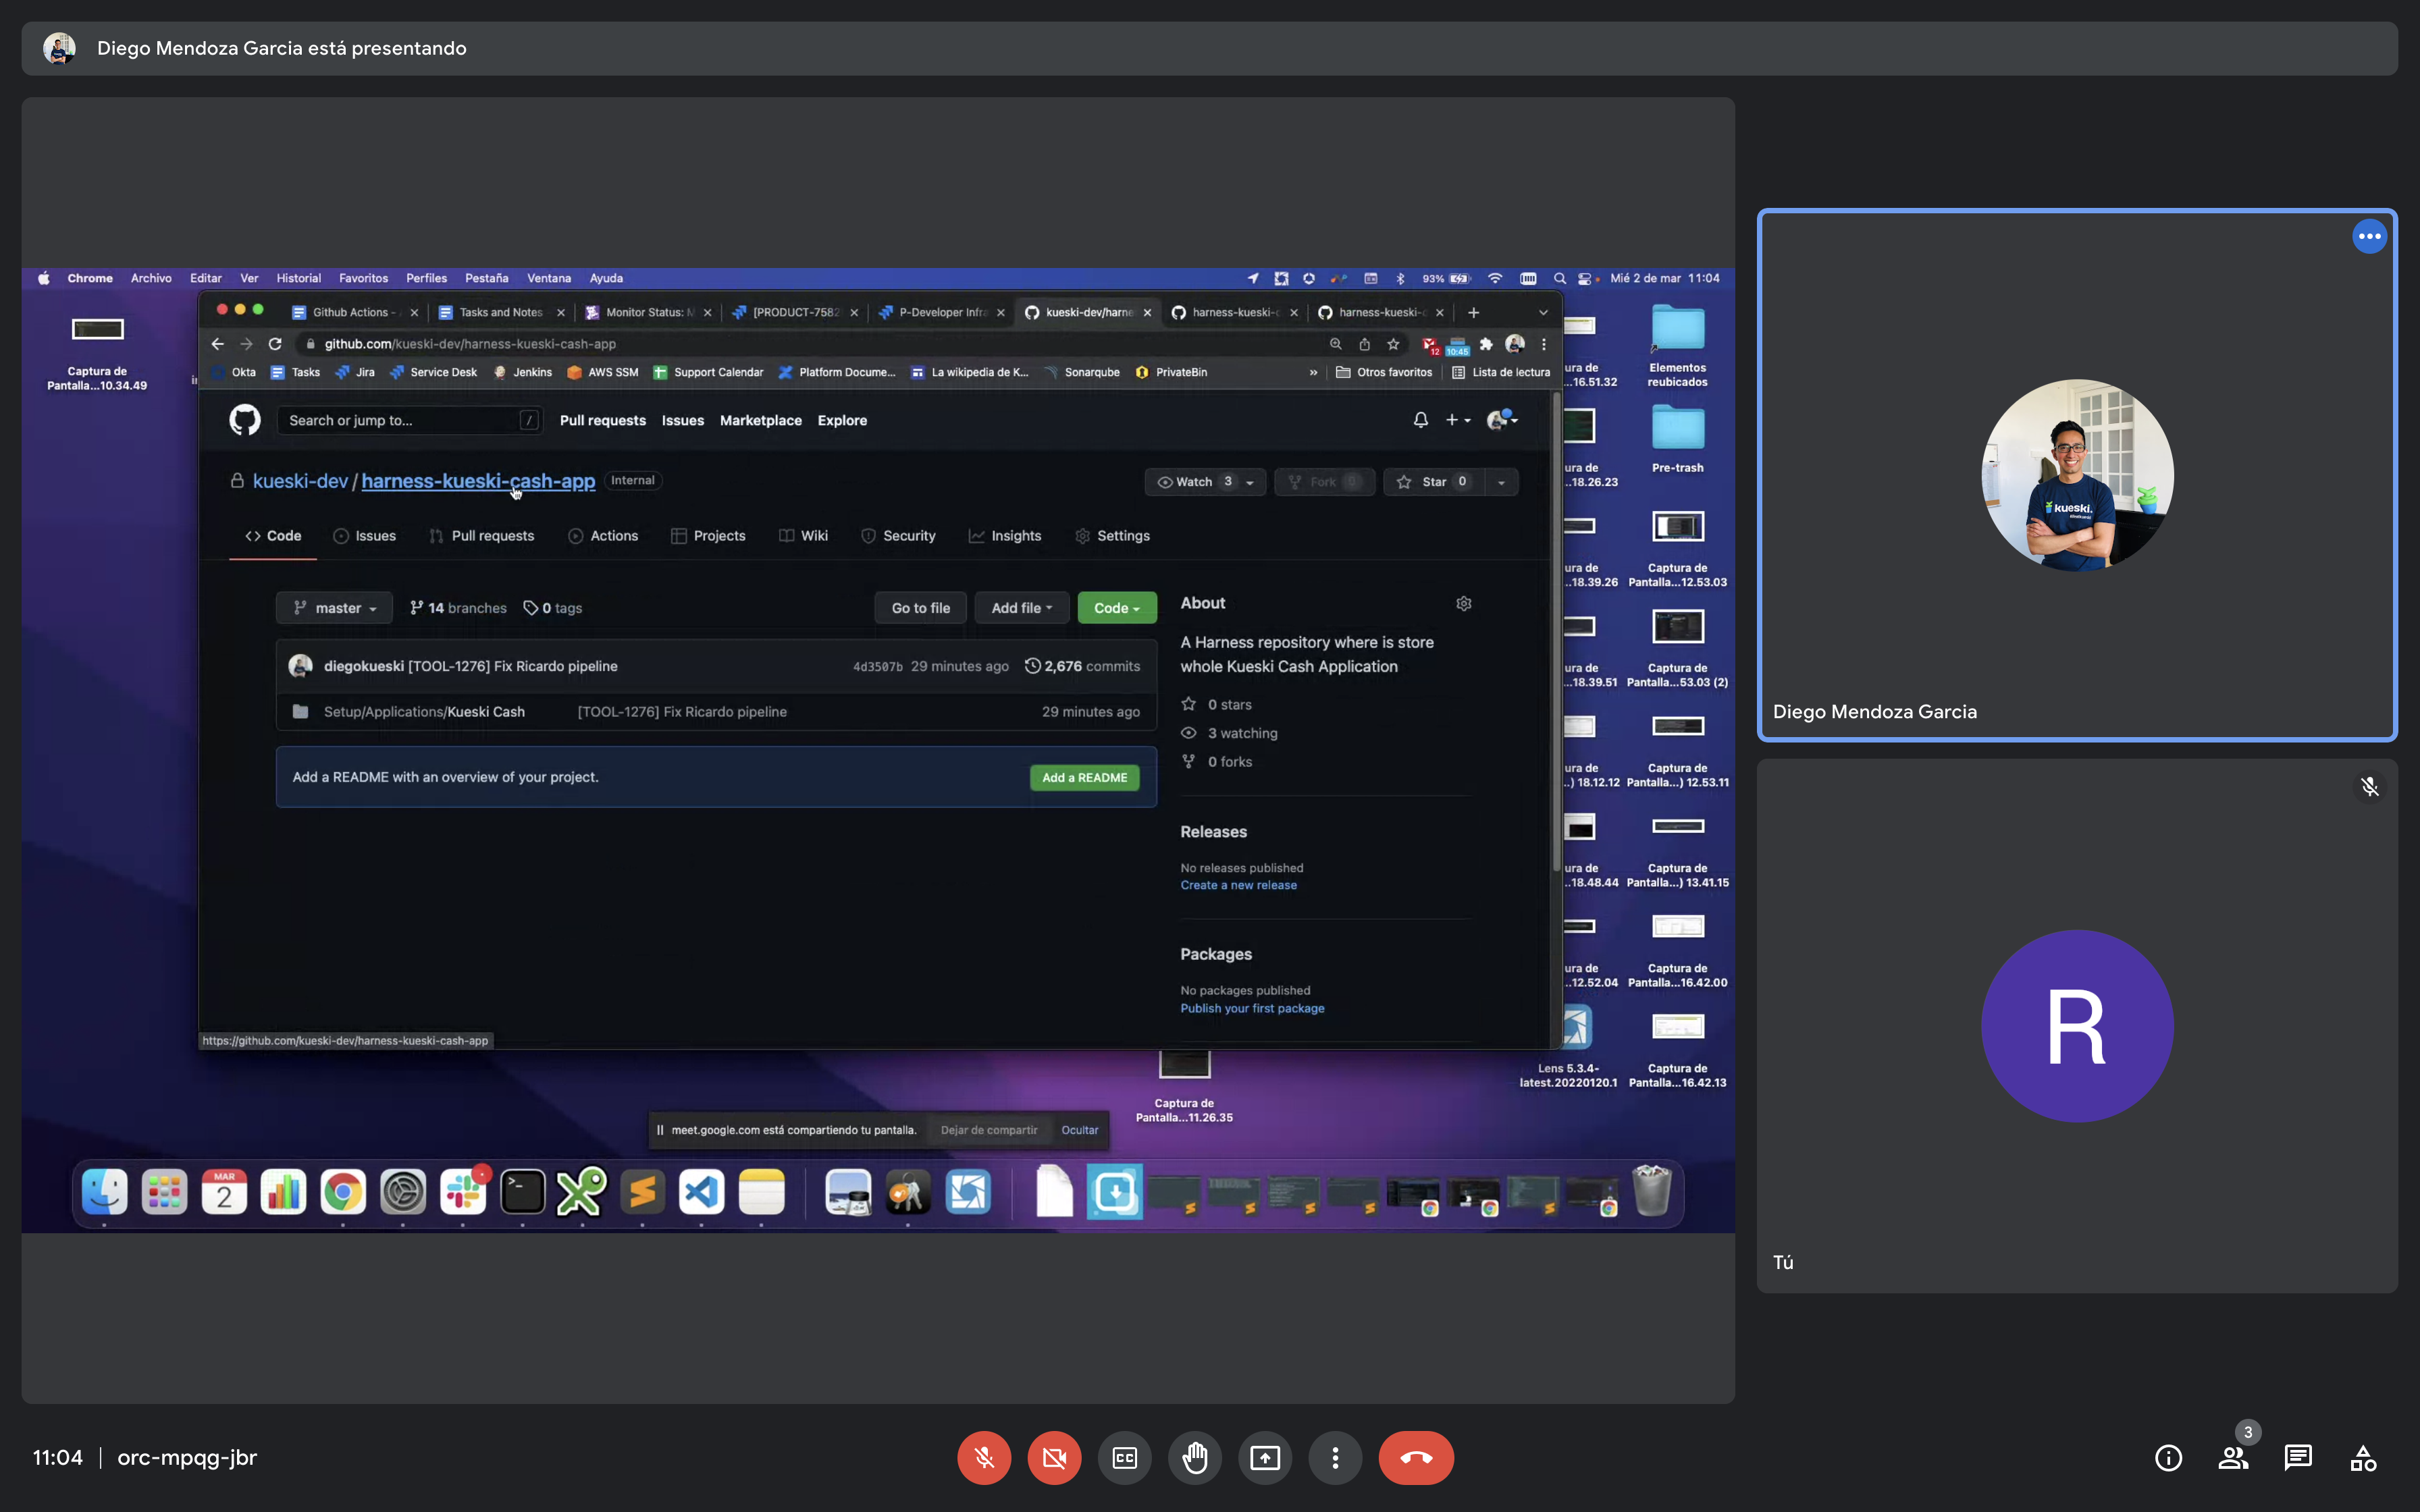 Diego Mendoza Garcia está presentando
Chrome Archivo Editar Ver Historial Favoritos Perfiles Pestaña Ventana Ayuda
93% Mié 2 de mar 11:04
Github Actions - Tasks and Notes Monitor Status: M [PRODUCT-7582 P-Developer Infra kueski-dev/harne harness-kueski-c harness-kueski-c
github.com/kueski-dev/harness-kueski-cash-app
12 10:45
Okta Tasks Jira Service Desk Jenkins AWS SSM Support Calendar Platform Docume... La wikipedia de K... Sonarqube PrivateBin » Otros favoritos Lista de lectura
Search or jump to... / Pull requests Issues Marketplace Explore
kueski-dev / harness-kueski-cash-app Internal
Watch 3 Fork 0 Star 0
Code Issues Pull requests Actions Projects Wiki Security Insights Settings
master 14 branches 0 tags Go to file Add file Code
diegokueski [TOOL-1276] Fix Ricardo pipeline 4d3507b 29 minutes ago 2,676 commits
Setup/Applications/Kueski Cash [TOOL-1276] Fix Ricardo pipeline 29 minutes ago
Add a README with an overview of your project. Add a README
About
A Harness repository where is store
whole Kueski Cash Application
0 stars
3 watching
0 forks
Releases
No releases published
Create a new release
Packages
No packages published
Publish your first package
https://github.com/kueski-dev/harness-kueski-cash-app
Captura de
Pantalla...10.34.49
ura de
...16.51.32
Elementos
reubicados
ura de
...18.26.23
Pre-trash
ura de
...18.39.26
Captura de
Pantalla...12.53.03
ura de
...18.39.51
Captura de
Pantalla...53.03 (2)
ura de
...) 18.12.12
Captura de
Pantalla...) 12.53.11
ura de
...18.48.44
Captura de
Pantalla...) 13.41.15
ura de
...12.52.04
Captura de
Pantalla...16.42.00
Lens 5.3.4-
latest.20220120.1
Captura de
Pantalla...16.42.13
Captura de
Pantalla...11.26.35
meet.google.com está compartiendo tu pantalla. Dejar de compartir Ocultar
MAR
2
kueski.
Diego Mendoza Garcia
R
Tú
11:04 | orc-mpqg-jbr
CC
3